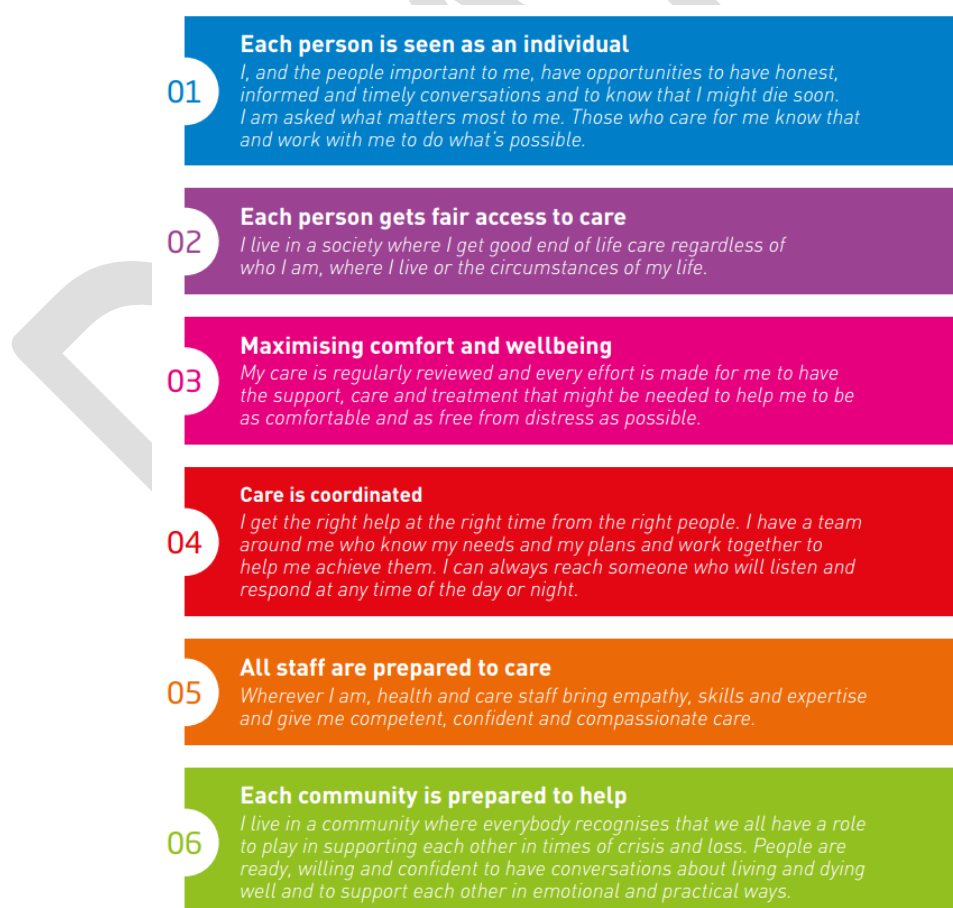 01
Each person is seen as an individual
I, and the people important to me, have opportunities to have honest,
informed and timely conversations and to know that I might die soon.
I am asked what matters most to me. Those who care for me know that
and work with me to do what's possible.
02
Each person gets fair access to care
I live in a society where I get good end of life care regardless of
who I am, where I live or the circumstances of my life.
03
Maximising comfort and wellbeing
My care is regularly reviewed and every effort is made for me to have
the support, care and treatment that might be needed to help me to be
as comfortable and as free from distress as possible.
04
Care is coordinated
I get the right help at the right time from the right people. I have a team
around me who know my needs and my plans and work together to
help me achieve them. I can always reach someone who will listen and
respond at any time of the day or night.
05
All staff are prepared to care
Wherever I am, health and care staff bring empathy, skills and expertise
and give me competent, confident and compassionate care.
06
Each community is prepared to help
I live in a community where everybody recognises that we all have a role
to play in supporting each other in times of crisis and loss. People are
ready, willing and confident to have conversations about living and dying
well and to support each other in emotional and practical ways.